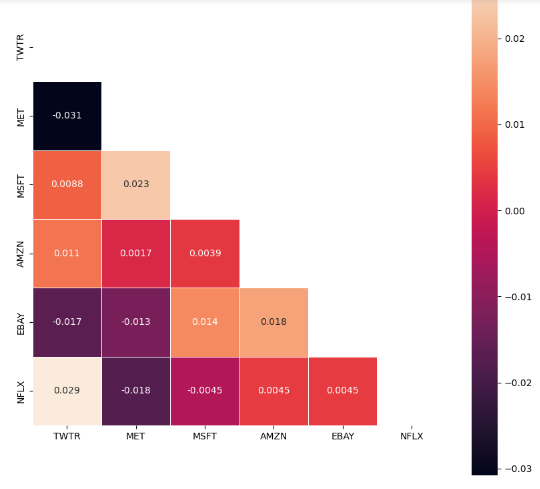 TWTR
MET -0.031
MSFT 0.0088 0.023
AMZN 0.011 0.0017 0.0039
EBAY -0.017 -0.013 0.014 0.018
NFLX 0.029 -0.018 -0.0045 0.0045 0.0045
TWTR MET MSFT AMZN EBAY NFLX
0.02
0.01
0.00
-0.01
-0.02
-0.03